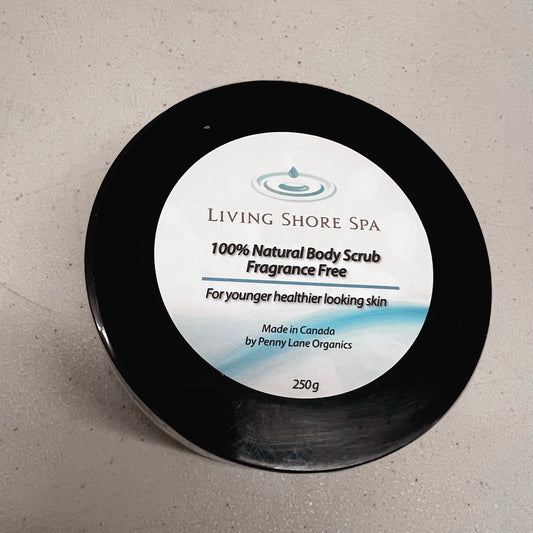 LIVING SHORE SPA
100% Natural Body Scrub
Fragrance Free
For younger healthier looking skin
Made in Canada
by Penny Lane Organics
250 g